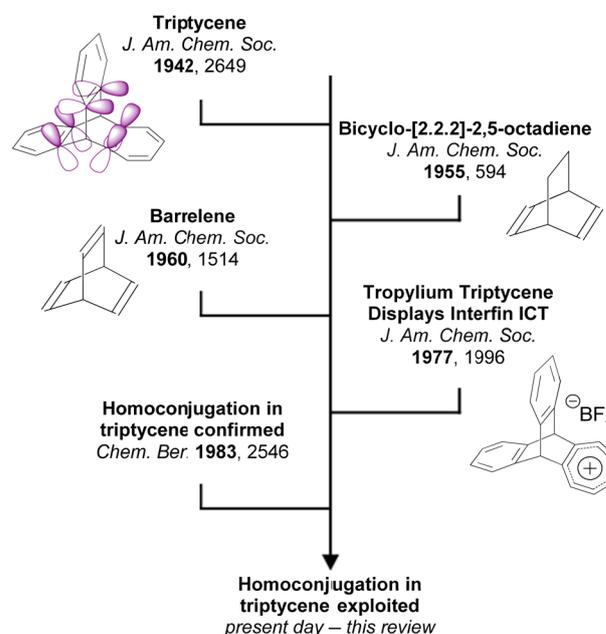 Triptycene
J. Am. Chem. Soc.
1942, 2649
Bicyclo-[2.2.2]-2,5-octadiene
J. Am. Chem. Soc.
1955, 594
Barrelene
J. Am. Chem. Soc.
1960, 1514
Tropylium Triptycene
Displays Interfin ICT
J. Am. Chem. Soc.
1977, 1996
⊖BF
+
Homoconjugation in
triptycene confirmed
Chem. Ber. 1983, 2546
Homoconjugation in
triptycene exploited
present day – this review